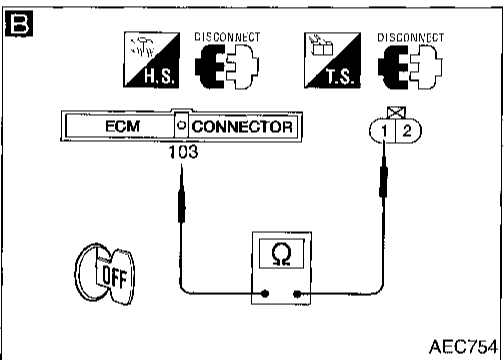 B
DISCONNECT
DISCONNECT
H.S.
T.S.
ECM CONNECTOR
1 2
103
OFF
Ω
AEC754